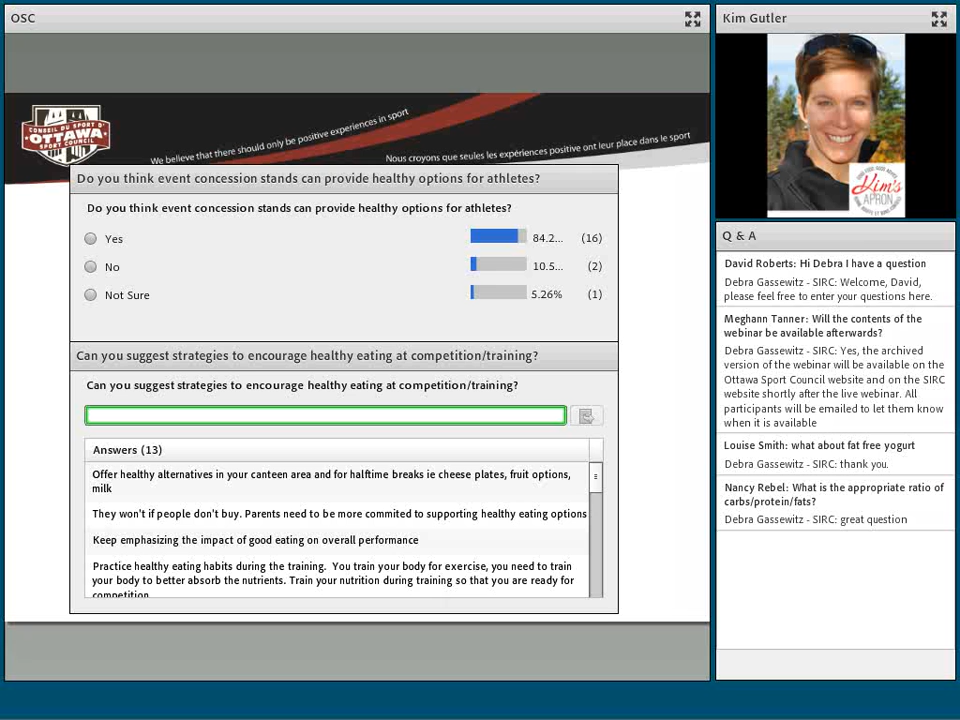 OSC
CONSEIL DU SPORT D'
OTTAWA
SPORT COUNCIL
We believe that there should only be positive experiences in sport
Nous croyons que seules les expériences positive ont leur place dans le sport
Do you think event concession stands can provide healthy options for athletes?
Do you think event concession stands can provide healthy options for athletes?
Yes 84.2... (16)
No 10.5... (2)
Not Sure 5.26% (1)
Can you suggest strategies to encourage healthy eating at competition/training?
Can you suggest strategies to encourage healthy eating at competition/training?
Answers (13)
Offer healthy alternatives in your canteen area and for halftime breaks ie cheese plates, fruit options,
milk
They won't if people don't buy. Parents need to be more commited to supporting healthy eating options
Keep emphasizing the impact of good eating on overall performance
Practice healthy eating habits during the training. You train your body for exercise, you need to train
your body to better absorb the nutrients. Train your nutrition during training so that you are ready for
competition
Kim Gutler
Kim's
APRON
Q & A
David Roberts: Hi Debra I have a question
Debra Gassewitz - SIRC: Welcome, David,
please feel free to enter your questions here.
Meghann Tanner: Will the contents of the
webinar be available afterwards?
Debra Gassewitz - SIRC: Yes, the archived
version of the webinar will be available on the
Ottawa Sport Council website and on the SIRC
website shortly after the live webinar. All
participants will be emailed to let them know
when it is available
Louise Smith: what about fat free yogurt
Debra Gassewitz - SIRC: thank you.
Nancy Rebel: What is the appropriate ratio of
carbs/protein/fats?
Debra Gassewitz - SIRC: great question